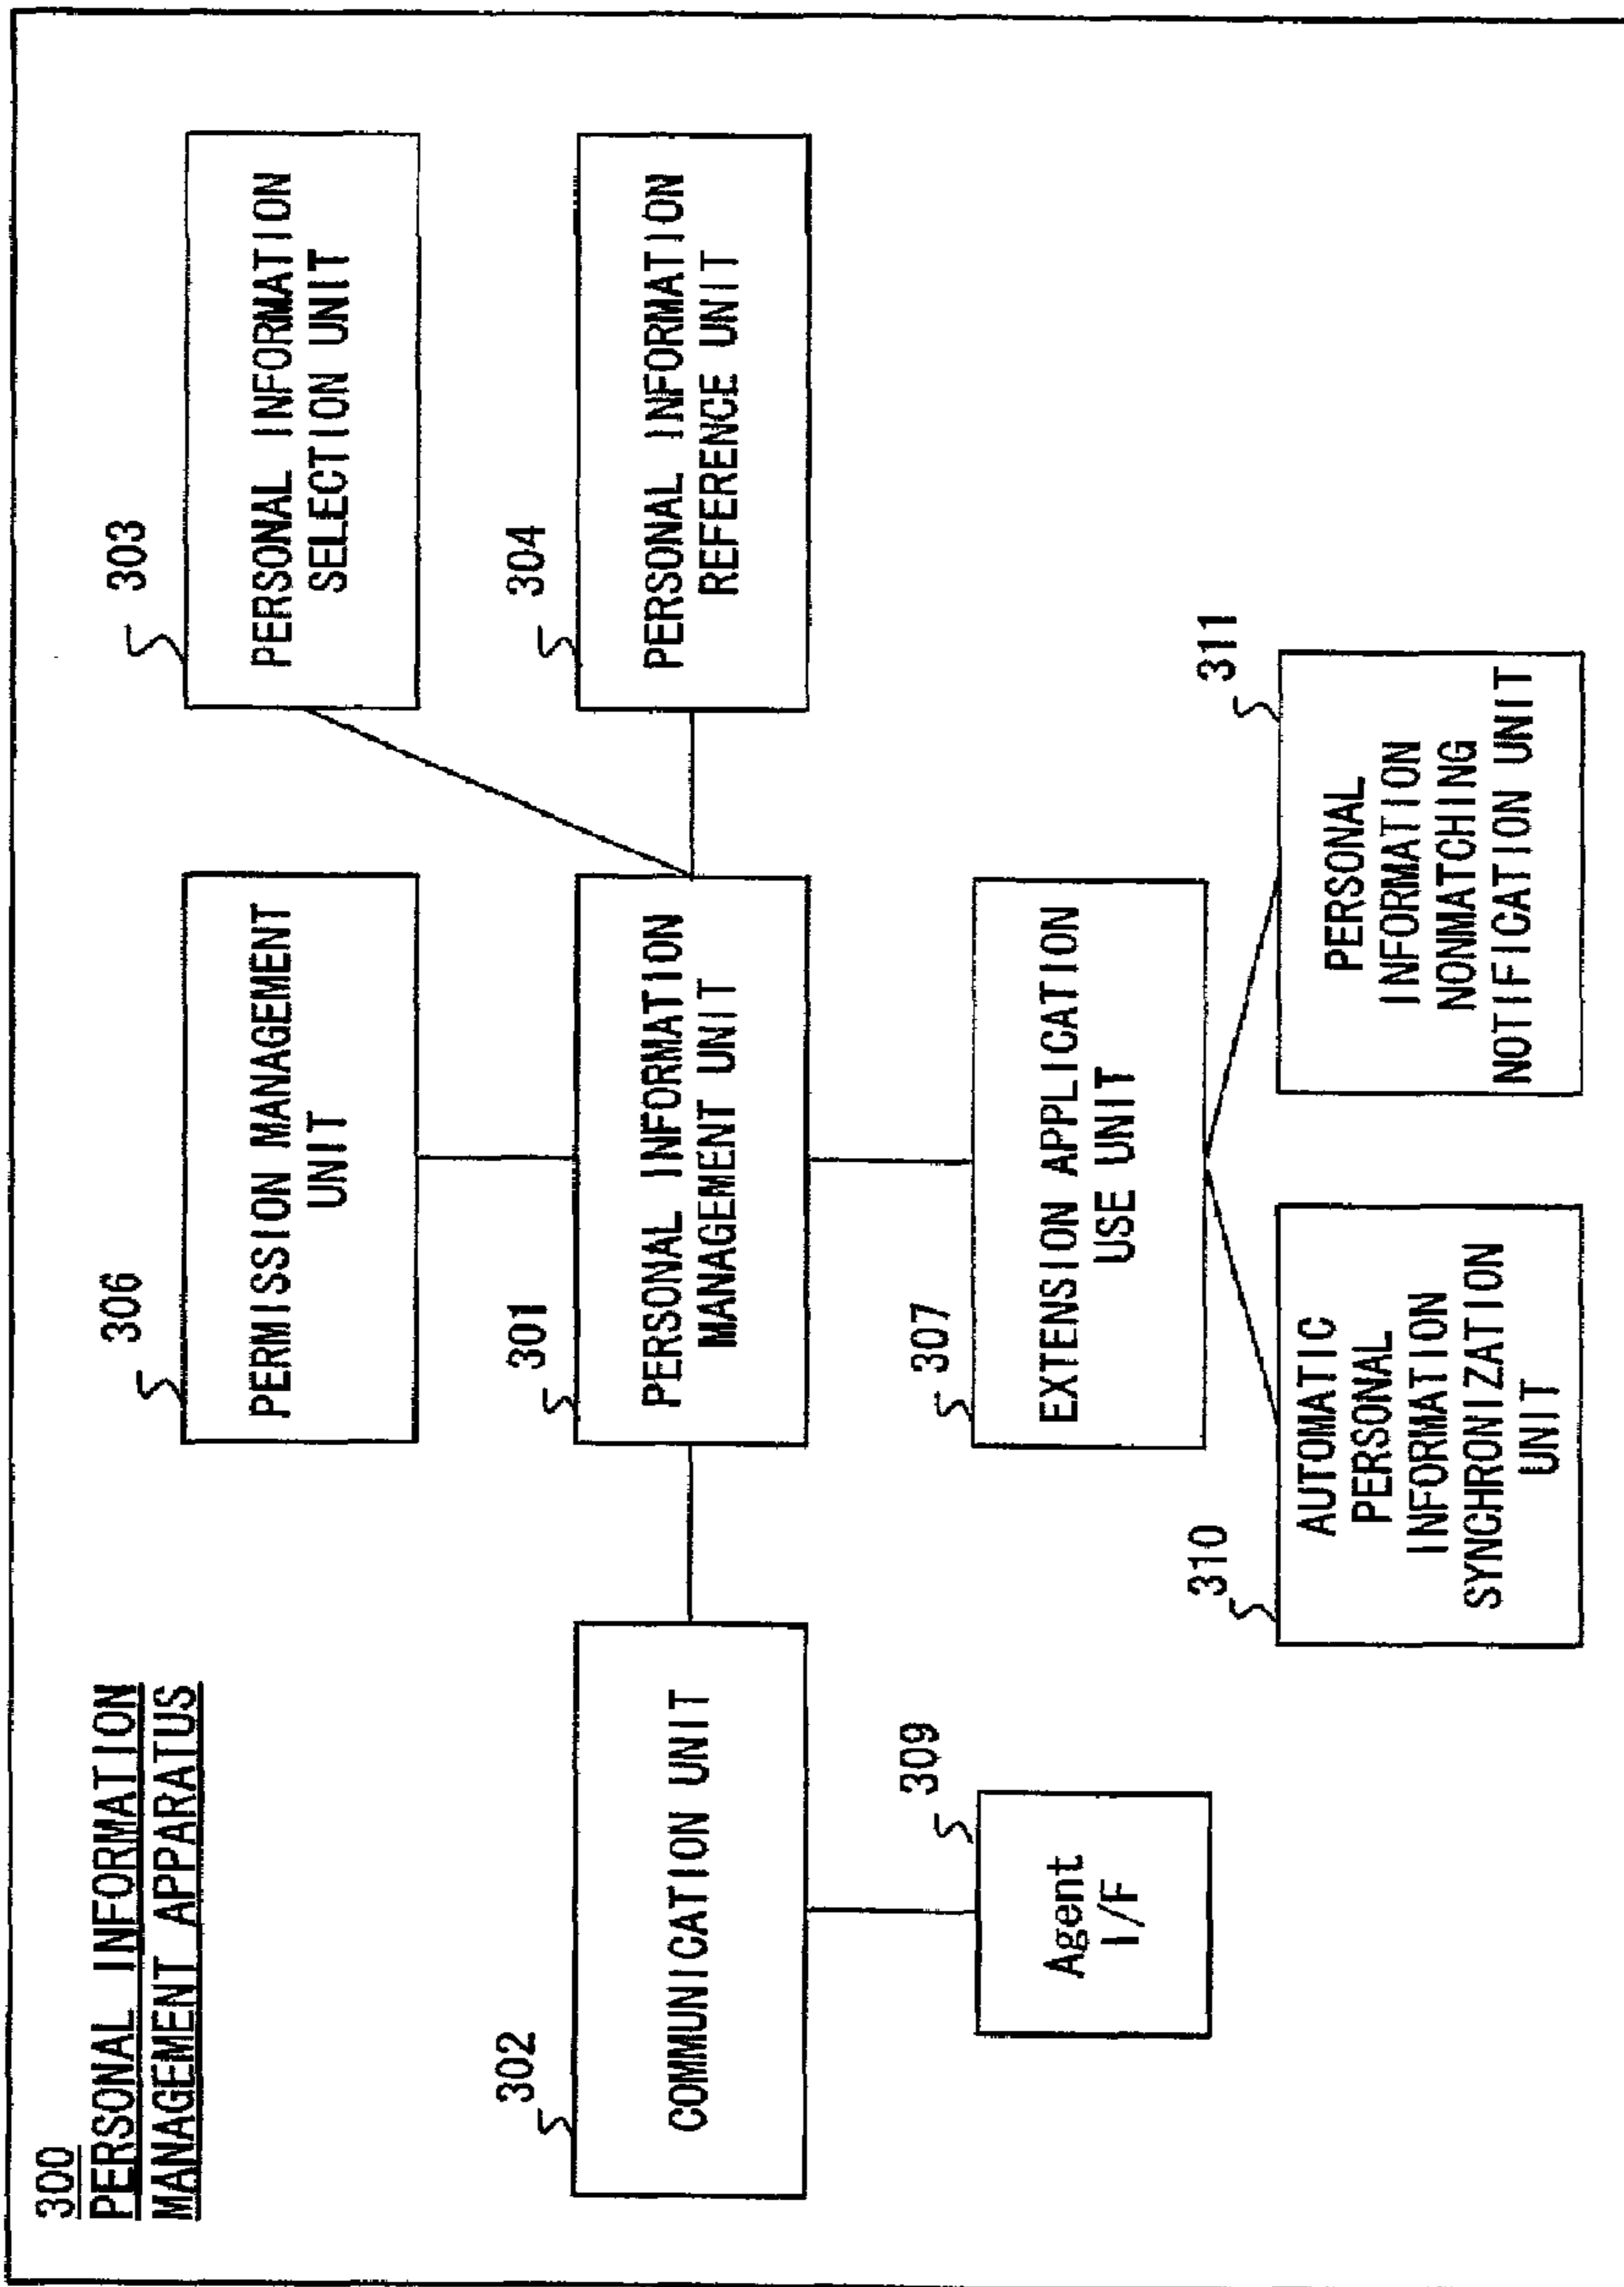 300
PERSONAL INFORMATION
MANAGEMENT APPARATUS
306
PERMISSION MANAGEMENT
UNIT
303
PERSONAL INFORMATION
SELECTION UNIT
302
COMMUNICATION UNIT
301
PERSONAL INFORMATION
MANAGEMENT UNIT
304
PERSONAL INFORMATION
REFERENCE UNIT
309
Agent
I/F
307
EXTENSION APPLICATION
USE UNIT
310
AUTOMATIC
PERSONAL
INFORMATION
SYNCHRONIZATION
UNIT
311
PERSONAL
INFORMATION
NONMATCHING
NOTIFICATION UNIT